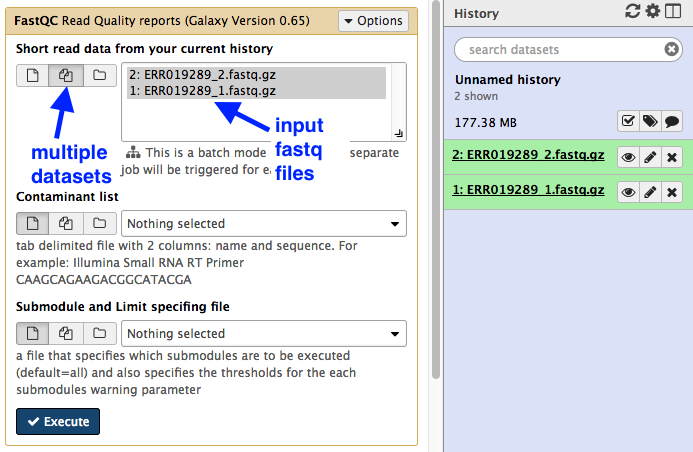 FastQC Read Quality reports (Galaxy Version 0.65)
Options
Short read data from your current history
2: ERR019289_2.fastq.gz
1: ERR019289_1.fastq.gz
multiple
datasets
input
fastq
files
This is a batch mode separate
job will be triggered for ea
Contaminant list
Nothing selected
tab delimited file with 2 columns: name and sequence. For
example: Illumina Small RNA RT Primer
CAAGCAGAAGACGGCATACGA
Submodule and Limit specifing file
Nothing selected
a file that specifies which submodules are to be executed
(default=all) and also specifies the thresholds for the each
submodules warning parameter
Execute
History
search datasets
Unnamed history
2 shown
177.38 MB
2: ERR019289_2.fastq.gz
1: ERR019289_1.fastq.gz